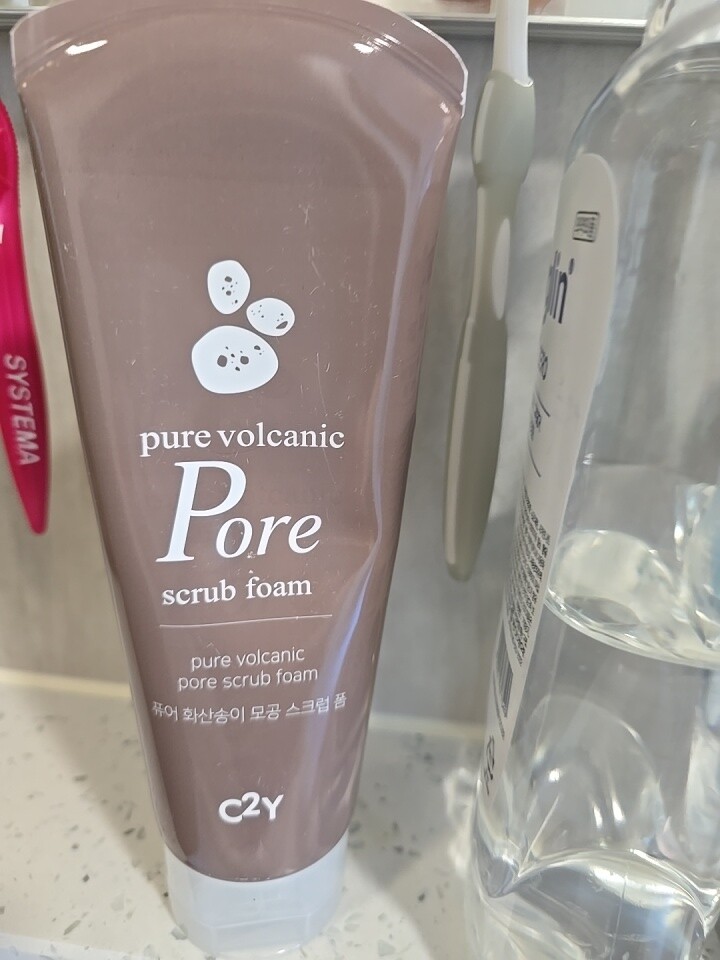 pure volcanic
Pore
scrub foam
pure volcanic
pore scrub foam
퓨어 화산송이 모공 스크럽 폼
C2Y
SYSTEMA